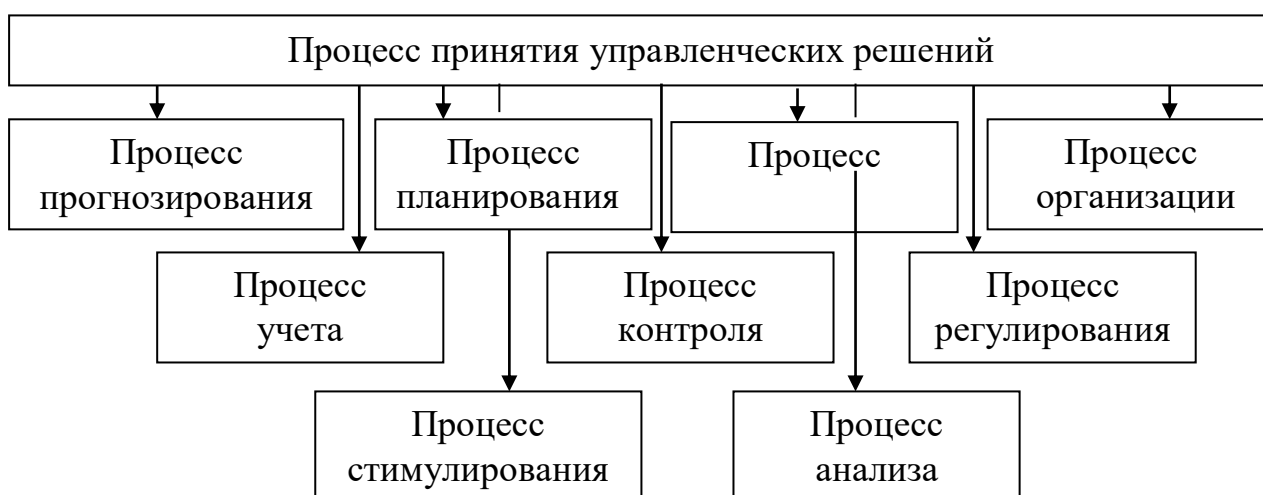 Процесс принятия управленческих решений
Процесс
прогнозирования
Процесс
планирования
Процесс
Процесс
организации
Процесс
учета
Процесс
контроля
Процесс
регулирования
Процесс
стимулирования
Процесс
анализа